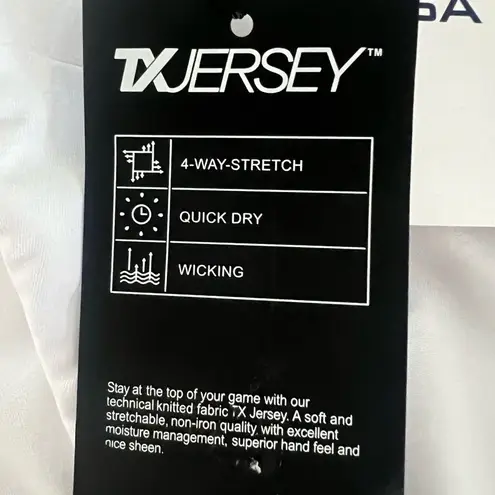 SA
TXJERSEY™
4-WAY-STRETCH
QUICK DRY
WICKING
Stay at the top of your game with our
technical knitted fabric TX Jersey. A soft and
stretchable, non-iron quality, with excellent
moisture management, superior hand feel and
nice sheen.